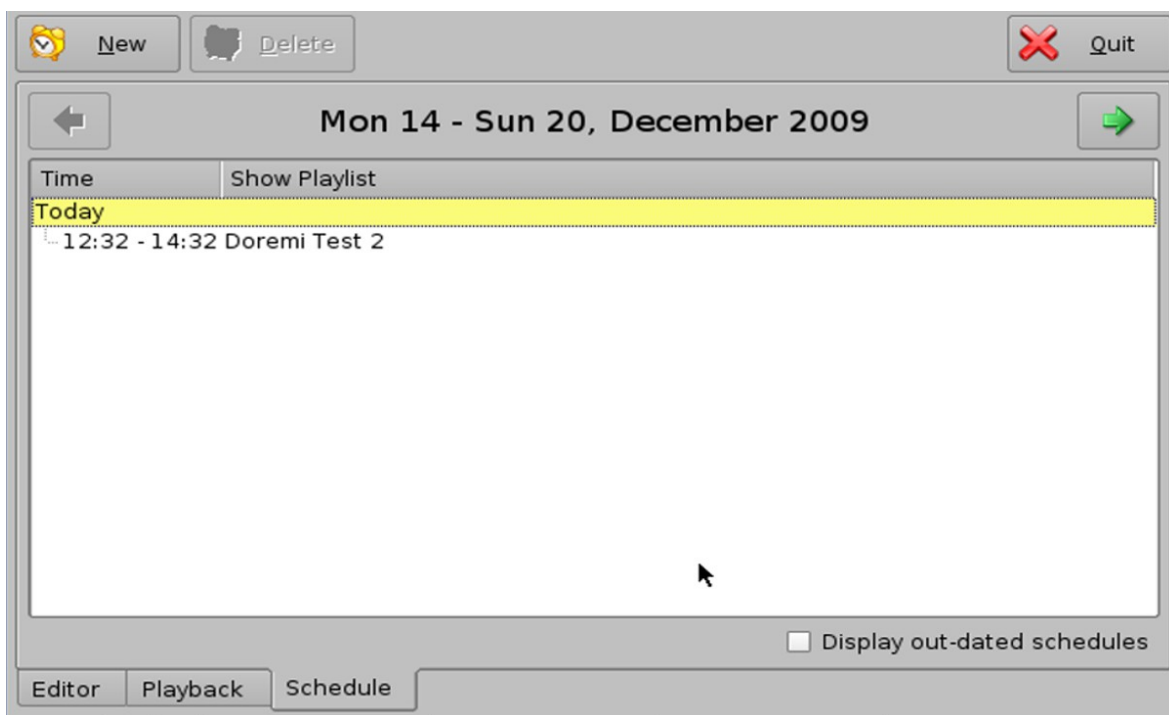 New Delete Quit
Mon 14 - Sun 20, December 2009
Time Show Playlist
Today
12:32 - 14:32 Doremi Test 2
Display out-dated schedules
Editor Playback Schedule